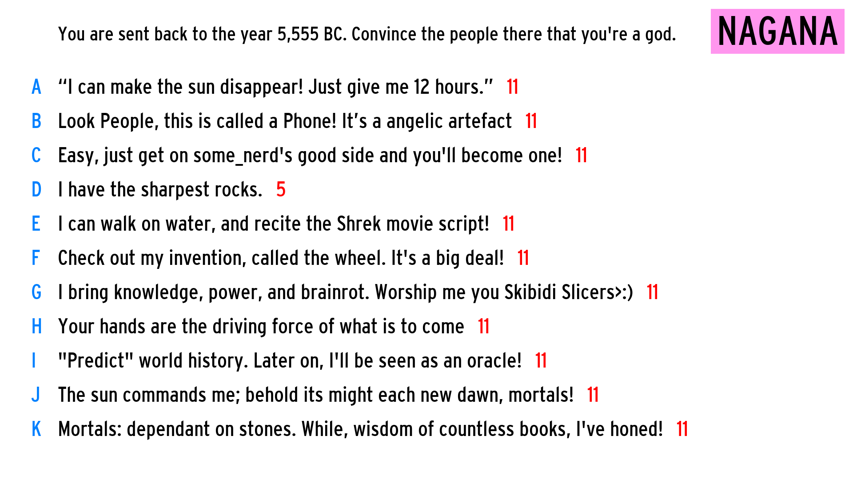 You are sent back to the year 5,555 BC. Convince the people there that you're a god.
NAGANA
A “I can make the sun disappear! Just give me 12 hours.” 11
B Look People, this is called a Phone! It’s a angelic artefact 11
C Easy, just get on some_nerd's good side and you'll become one! 11
D I have the sharpest rocks. 5
E I can walk on water, and recite the Shrek movie script! 11
F Check out my invention, called the wheel. It's a big deal! 11
G I bring knowledge, power, and brainrot. Worship me you Skibidi Slicers>:) 11
H Your hands are the driving force of what is to come 11
I "Predict" world history. Later on, I'll be seen as an oracle! 11
J The sun commands me; behold its might each new dawn, mortals! 11
K Mortals: dependant on stones. While, wisdom of countless books, I've honed! 11